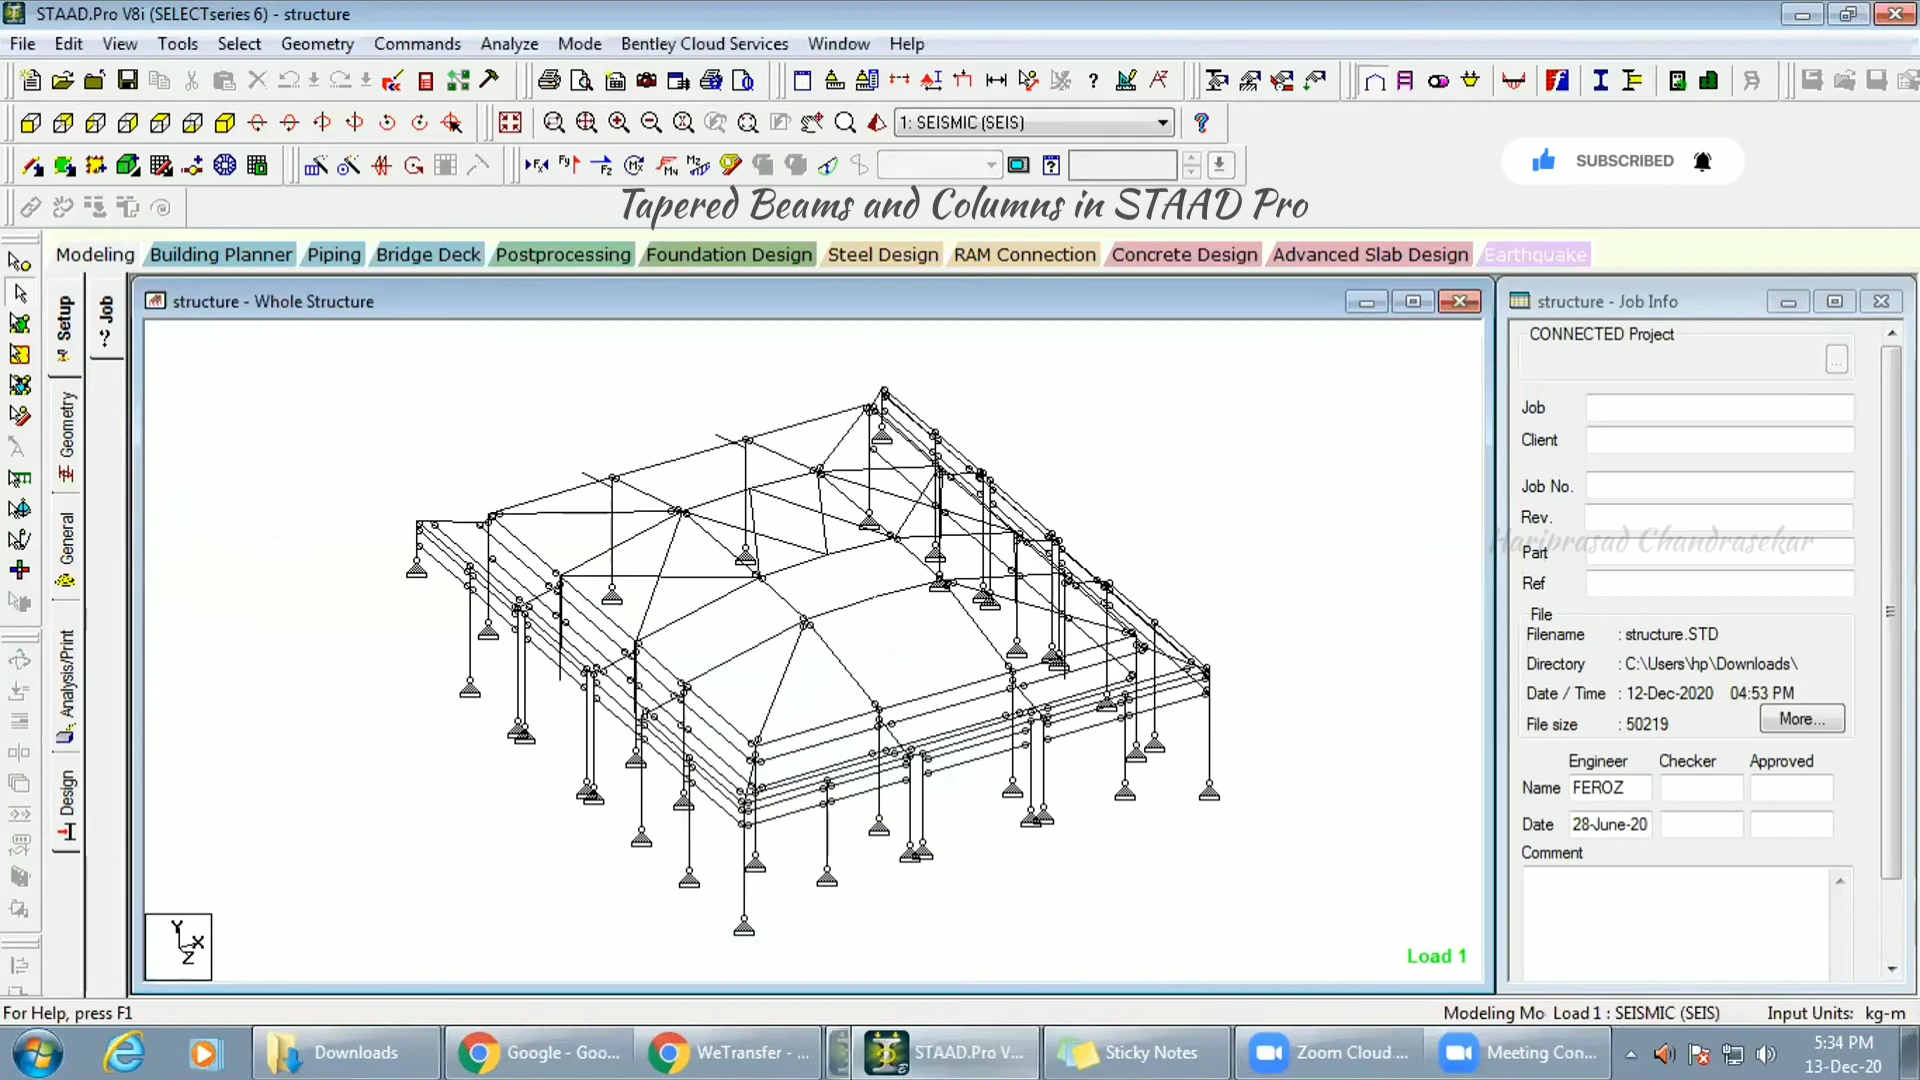 STAAD.Pro V8i (SELECTseries 6) - structure
File Edit View Tools Select Geometry Commands Analyze Mode Bentley Cloud Services Window Help
1: SEISMIC (SEIS)
SUBSCRIBED
Tapered Beams and Columns in STAAD Pro
Modeling Building Planner Piping Bridge Deck Postprocessing Foundation Design Steel Design RAM Connection Concrete Design Advanced Slab Design Earthquake
Setup
Geometry
General
Analysis/Print
Design
Job
structure - Whole Structure
Y
X
Z
Load 1
structure - Job Info
CONNECTED Project
...
Job
Client
Job No.
Rev.
Hariprasad Chandrasekar
Part
Ref
File
Filename : structure.STD
Directory : C:\Users\hp\Downloads\
Date / Time : 12-Dec-2020 04:53 PM
File size : 50219 More...
Engineer Checker Approved
Name FEROZ
Date 28-June-20
Comment
For Help, press F1
Modeling Mo Load 1 : SEISMIC (SEIS) Input Units: kg-m
Downloads Google - Goo... WeTransfer - ... STAAD.Pro V... Sticky Notes Zoom Cloud ... Meeting Con...
5:34 PM
13-Dec-20